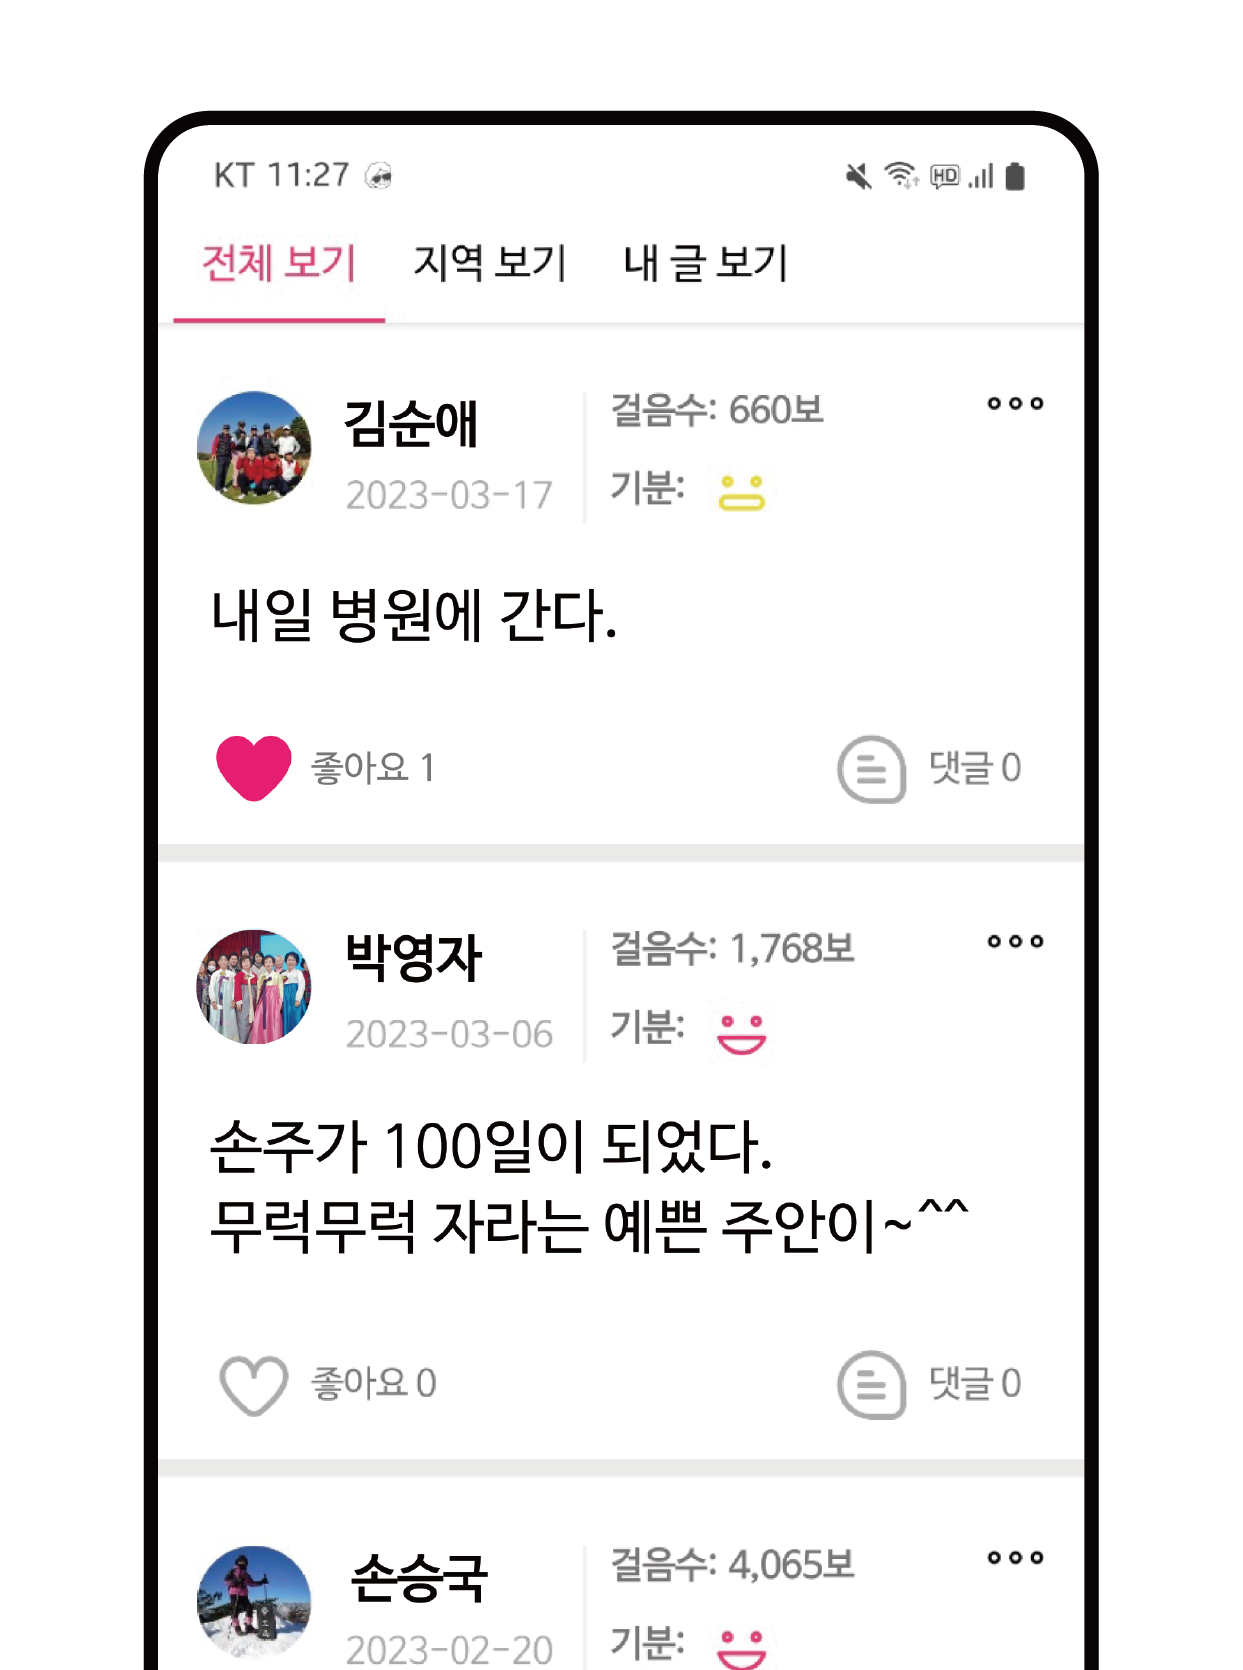 KT 11:27 HD
전체 보기 지역 보기 내 글 보기
김순애 걸음수: 660보
2023-03-17 기분:
내일 병원에 간다.
좋아요 1 댓글 0
박영자 걸음수: 1,768보
2023-03-06 기분:
손주가 100일이 되었다.
무럭무럭 자라는 예쁜 주안이~^^
좋아요 0 댓글 0
손승국 걸음수: 4,065보
2023-02-20 기분: